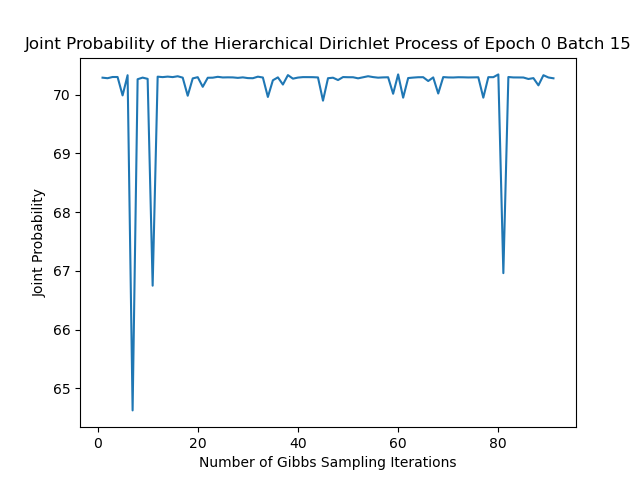 Joint Probability of the Hierarchical Dirichlet Process of Epoch 0 Batch 15
70
69
68
67
66
65
Joint Probability
0 20 40 60 80
Number of Gibbs Sampling Iterations